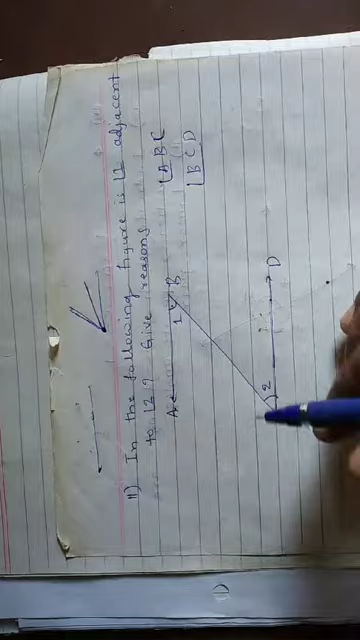 11) In the following figure is ∠1 adjacent
to ∠2? Give reasons
∠ABC
∠BCD
A
1
B
2
D